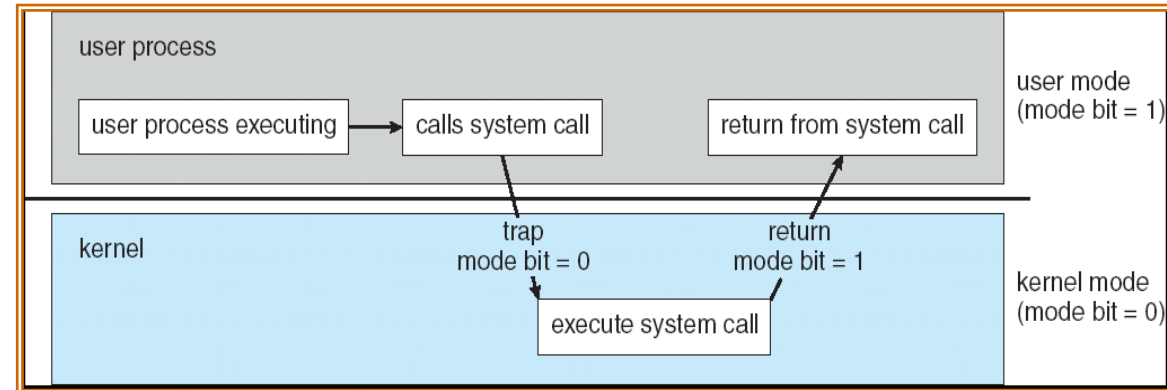 user process
user process executing
calls system call
return from system call
user mode
(mode bit = 1)
kernel
trap
mode bit = 0
return
mode bit = 1
execute system call
kernel mode
(mode bit = 0)